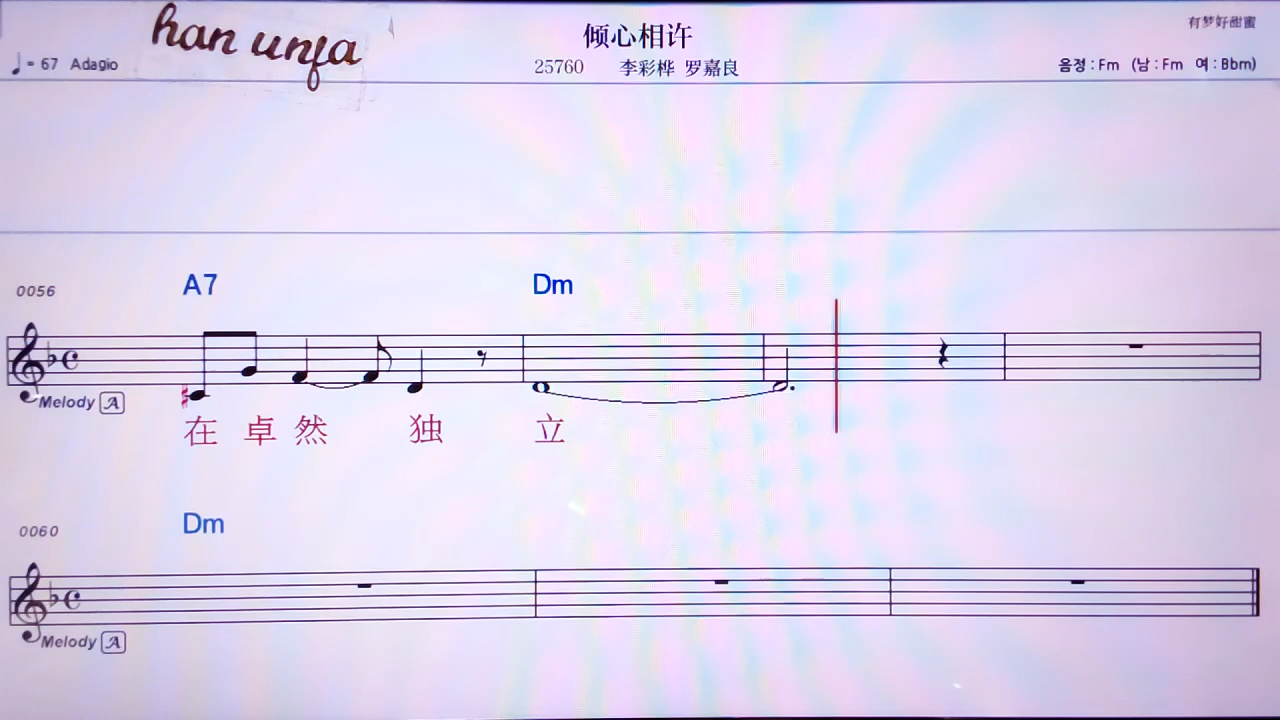 han unfa
倾心相许
有梦好甜蜜
♩= 67 Adagio
25760 李彩桦 罗嘉良
음정 : Fm (남 : Fm 여 : Bbm)
0056
A7 Dm
Melody A
在 卓 然 独 立
0060
Dm
Melody A